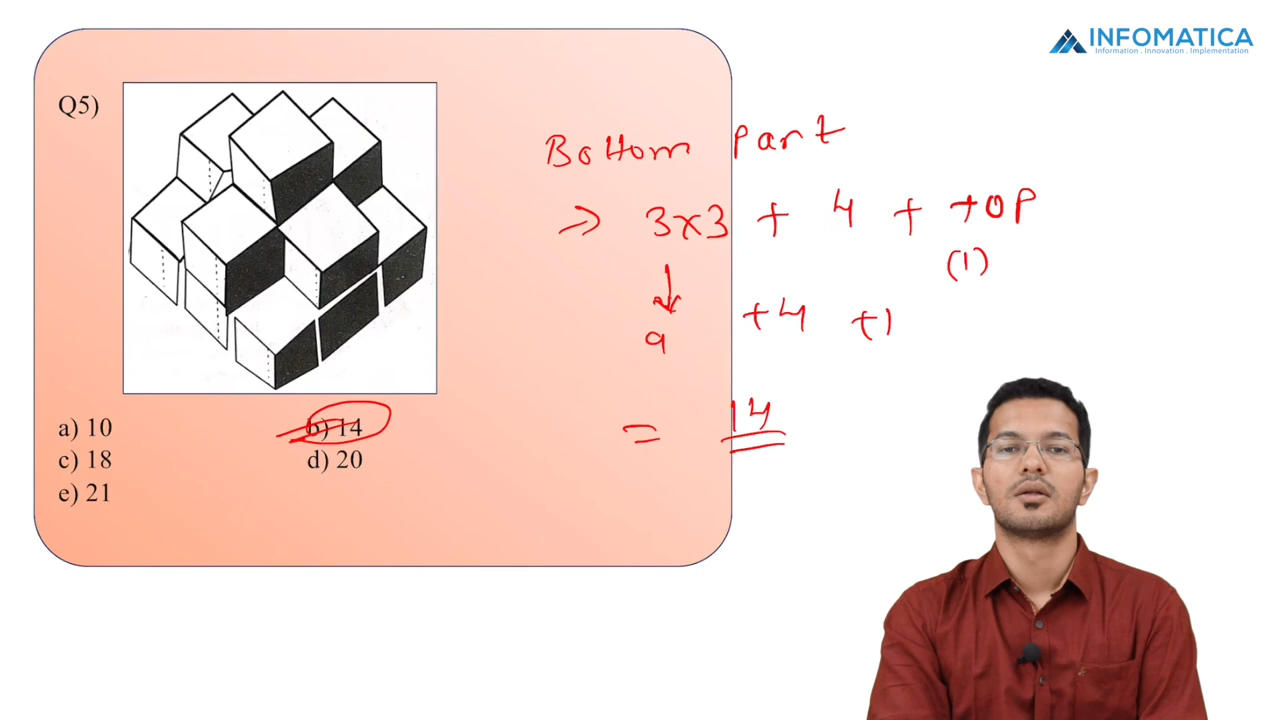 INFOMATICA
Information . Innovation . Implementation
Q5)
Bottom part
⇒ 3x3 + 4 + top
(1)
↓
9 +4 +1
= 14
a) 10 b) 14
c) 18 d) 20
e) 21